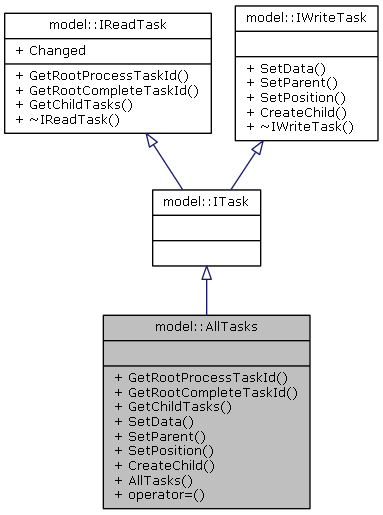 model::IReadTask
+ Changed
+ GetRootProcessTaskId()
+ GetRootCompleteTaskId()
+ GetChildTasks()
+ ~IReadTask()
model::IWriteTask
+ SetData()
+ SetParent()
+ SetPosition()
+ CreateChild()
+ ~IWriteTask()
model::ITask
model::AllTasks
+ GetRootProcessTaskId()
+ GetRootCompleteTaskId()
+ GetChildTasks()
+ SetData()
+ SetParent()
+ SetPosition()
+ CreateChild()
+ AllTasks()
+ operator=()